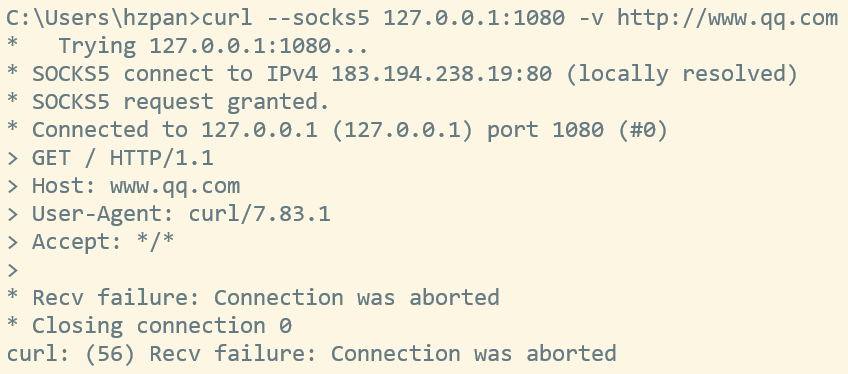 C:\Users\hzpan>curl --socks5 127.0.0.1:1080 -v http://www.qq.com
*   Trying 127.0.0.1:1080...
* SOCKS5 connect to IPv4 183.194.238.19:80 (locally resolved)
* SOCKS5 request granted.
* Connected to 127.0.0.1 (127.0.0.1) port 1080 (#0)
> GET / HTTP/1.1
> Host: www.qq.com
> User-Agent: curl/7.83.1
> Accept: */*
>
* Recv failure: Connection was aborted
* Closing connection 0
curl: (56) Recv failure: Connection was aborted